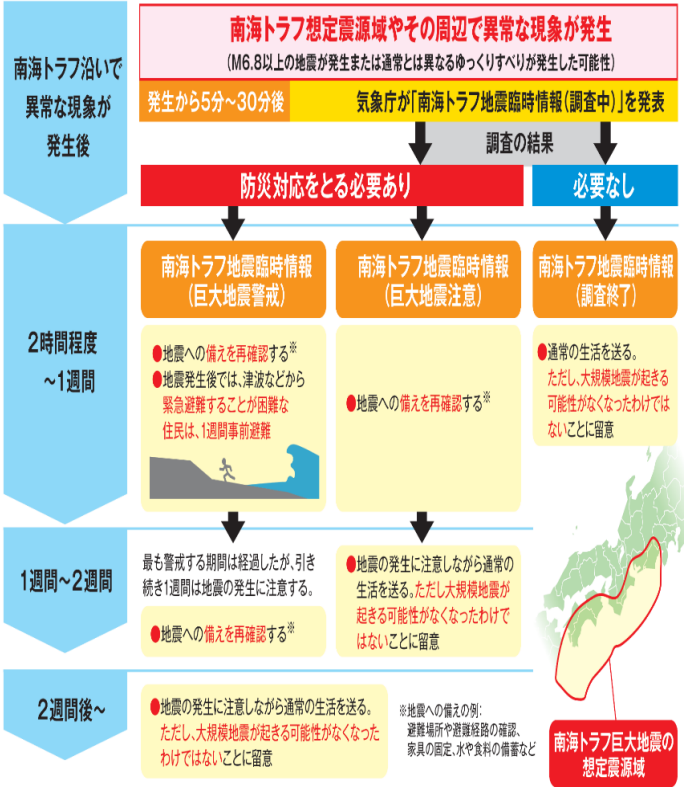 南海トラフ沿いで
異常な現象が
発生後
南海トラフ想定震源域やその周辺で異常な現象が発生
(M6.8以上の地震が発生または通常とは異なるゆっくりすべりが発生した可能性)
発生から5分～30分後
気象庁が「南海トラフ地震臨時情報(調査中)」を発表
調査の結果
防災対応をとる必要あり
必要なし
2時間程度
～1週間
南海トラフ地震臨時情報
(巨大地震警戒)
●地震への備えを再確認する※
●地震発生後では、津波などから
緊急避難することが困難な
住民は、1週間事前避難
南海トラフ地震臨時情報
(巨大地震注意)
●地震への備えを再確認する※
南海トラフ地震臨時情報
(調査終了)
●通常の生活を送る。
ただし、大規模地震が起きる
可能性がなくなったわけでは
ないことに留意
1週間～2週間
最も警戒する期間は経過したが、引き
続き1週間は地震の発生に注意する。
●地震への備えを再確認する※
●地震の発生に注意しながら通常の
生活を送る。ただし大規模地震が
起きる可能性がなくなったわけで
はないことに留意
2週間後～
●地震の発生に注意しながら通常の生活を送る。
ただし、大規模地震が起きる可能性がなくなった
わけではないことに留意
※地震への備えの例：
避難場所や避難経路の確認、
家具の固定、水や食料の備蓄など
南海トラフ巨大地震の
想定震源域